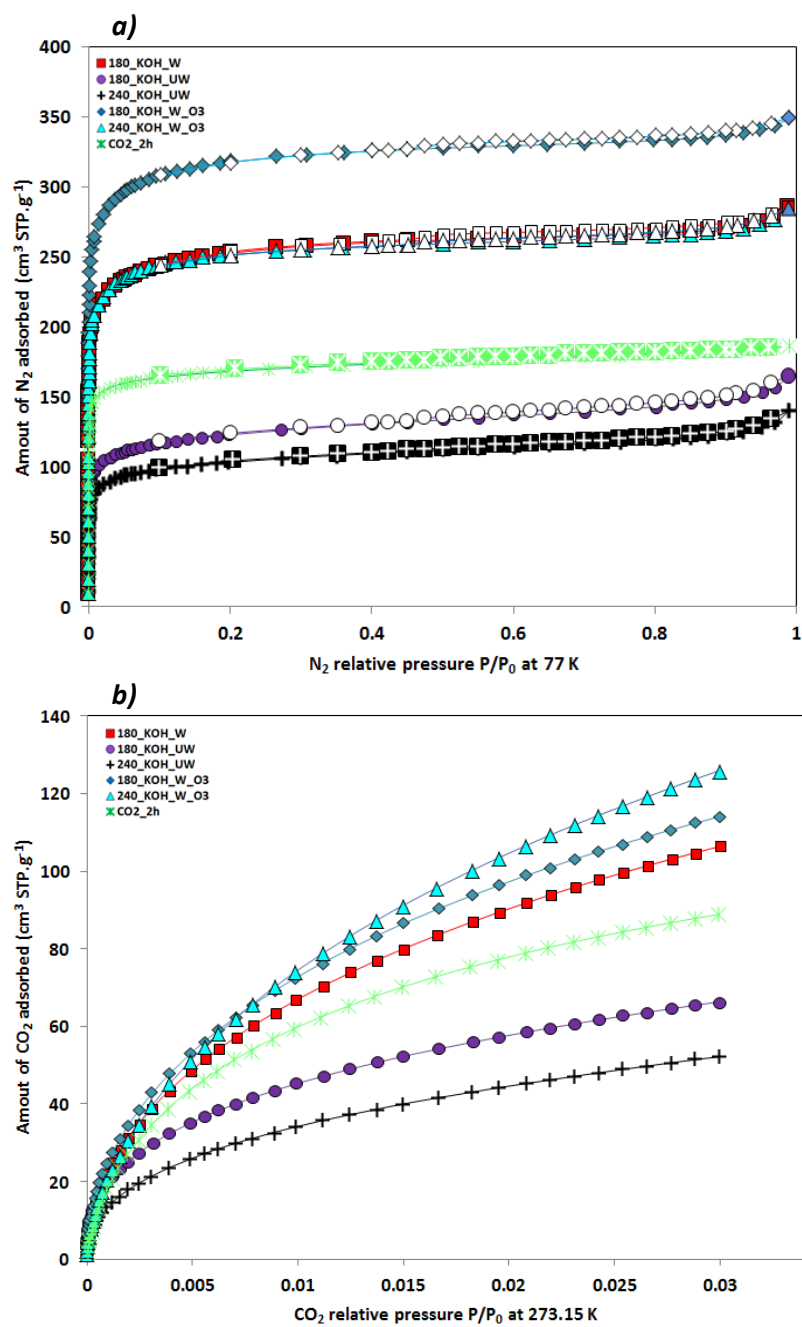 a)
400
350
300
250
200
150
100
50
0
Amout of N₂ adsorbed (cm³ STP.g⁻¹)
180_KOH_W
180_KOH_UW
240_KOH_UW
180_KOH_W_O3
240_KOH_W_O3
CO2_2h
0 0.2 0.4 0.6 0.8 1
N₂ relative pressure P/P₀ at 77 K
b)
140
120
100
80
60
40
20
0
Amout of CO₂ adsorbed (cm³ STP.g⁻¹)
180_KOH_W
180_KOH_UW
240_KOH_UW
180_KOH_W_O3
240_KOH_W_O3
CO2_2h
0 0.005 0.01 0.015 0.02 0.025 0.03
CO₂ relative pressure P/P₀ at 273.15 K